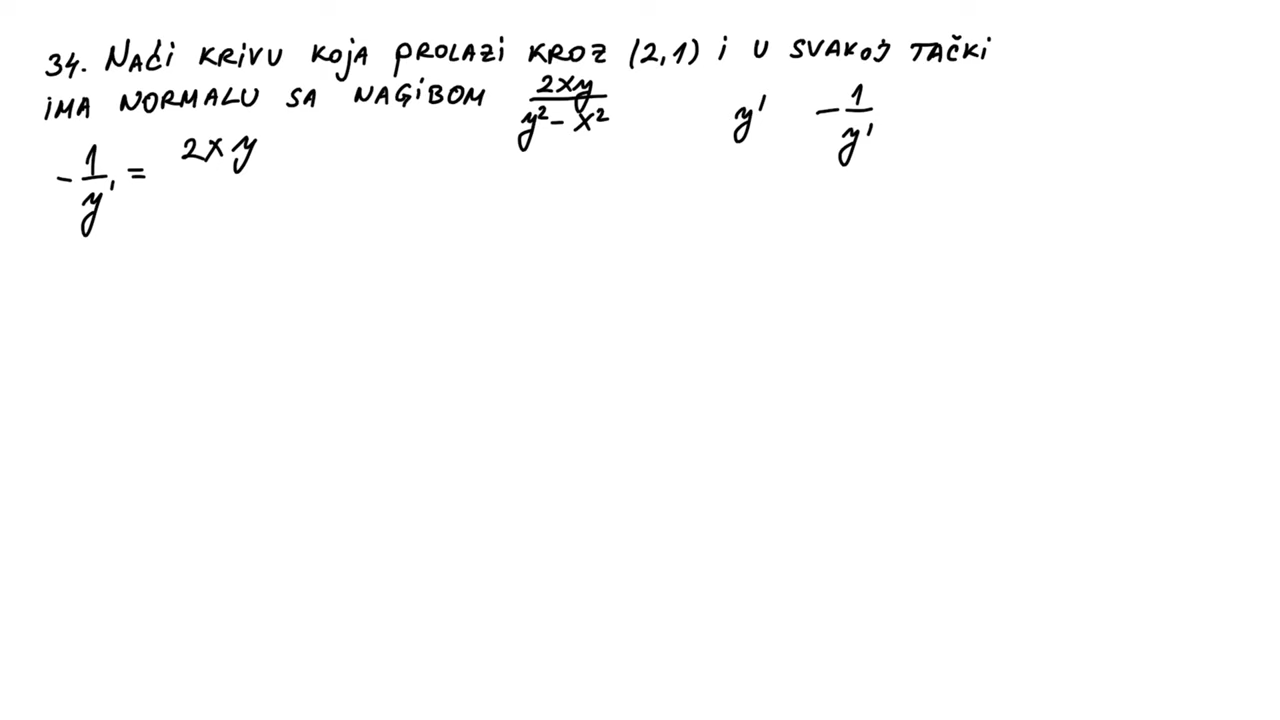 34. Naći krivu koja prolazi kroz (2,1) i u svakoj tački
ima normalu sa nagibom 2xy / (y² - x²) y' -1/y'
-1/y' = 2xy